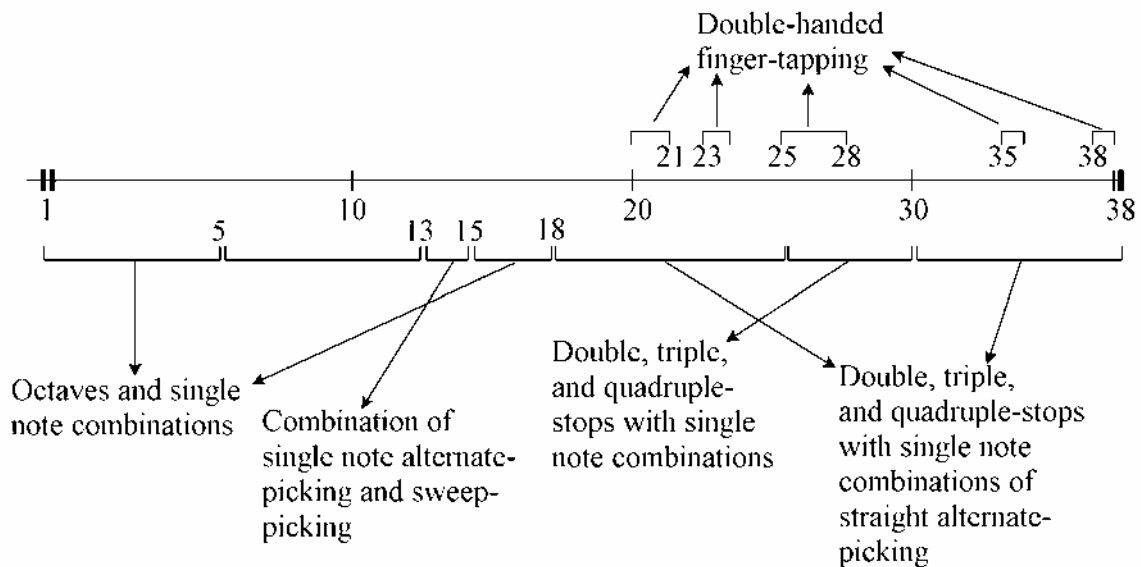 Double-handed
finger-tapping
21 23 25 28 35 38
1 10 20 30 38
5 13 15 18
Octaves and single
note combinations
Combination of
single note alternate-
picking and sweep-
picking
Double, triple,
and quadruple-
stops with single
note combinations
Double, triple,
and quadruple-stops
with single note
combinations of
straight alternate-
picking